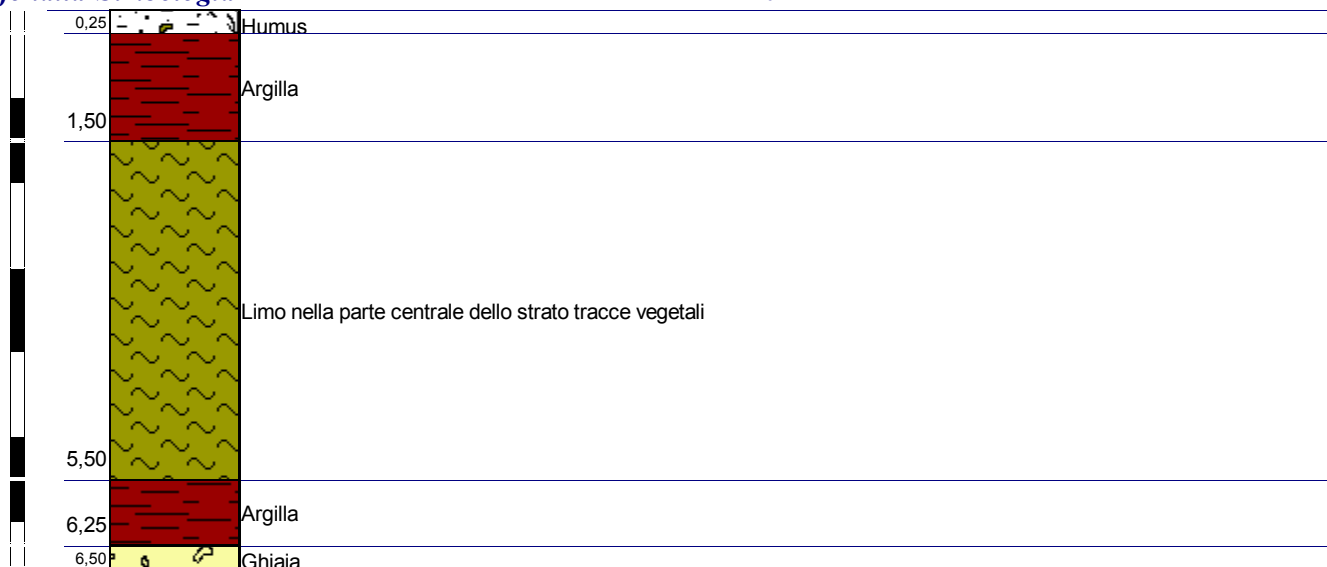 0,25 Humus
Argilla
1,50
Limo nella parte centrale dello strato tracce vegetali
5,50
Argilla
6,25
6,50 Ghiaia